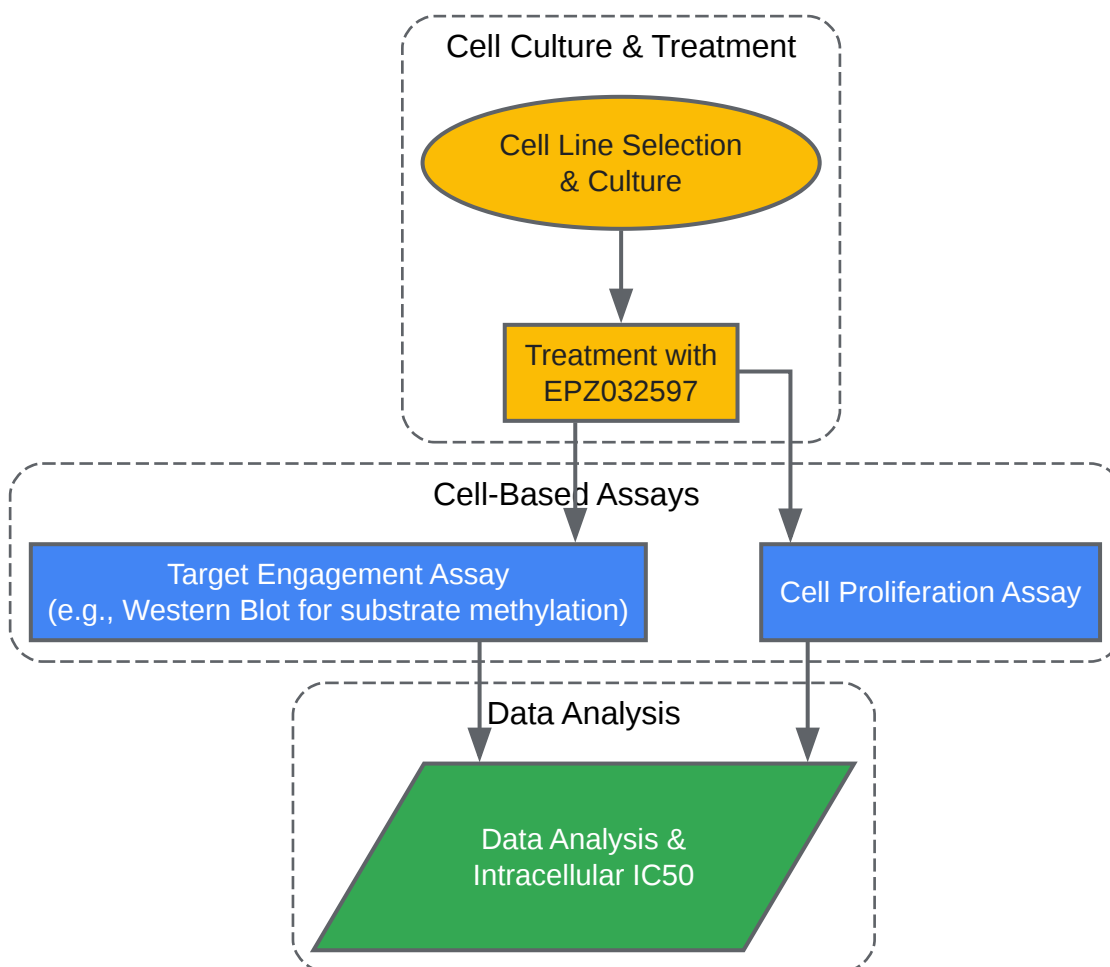 Cell Culture & Treatment
Cell Line Selection
& Culture
Treatment with
EPZ032597
Cell-Based Assays
Target Engagement Assay
(e.g., Western Blot for substrate methylation)
Cell Proliferation Assay
Data Analysis
Data Analysis &
Intracellular IC50